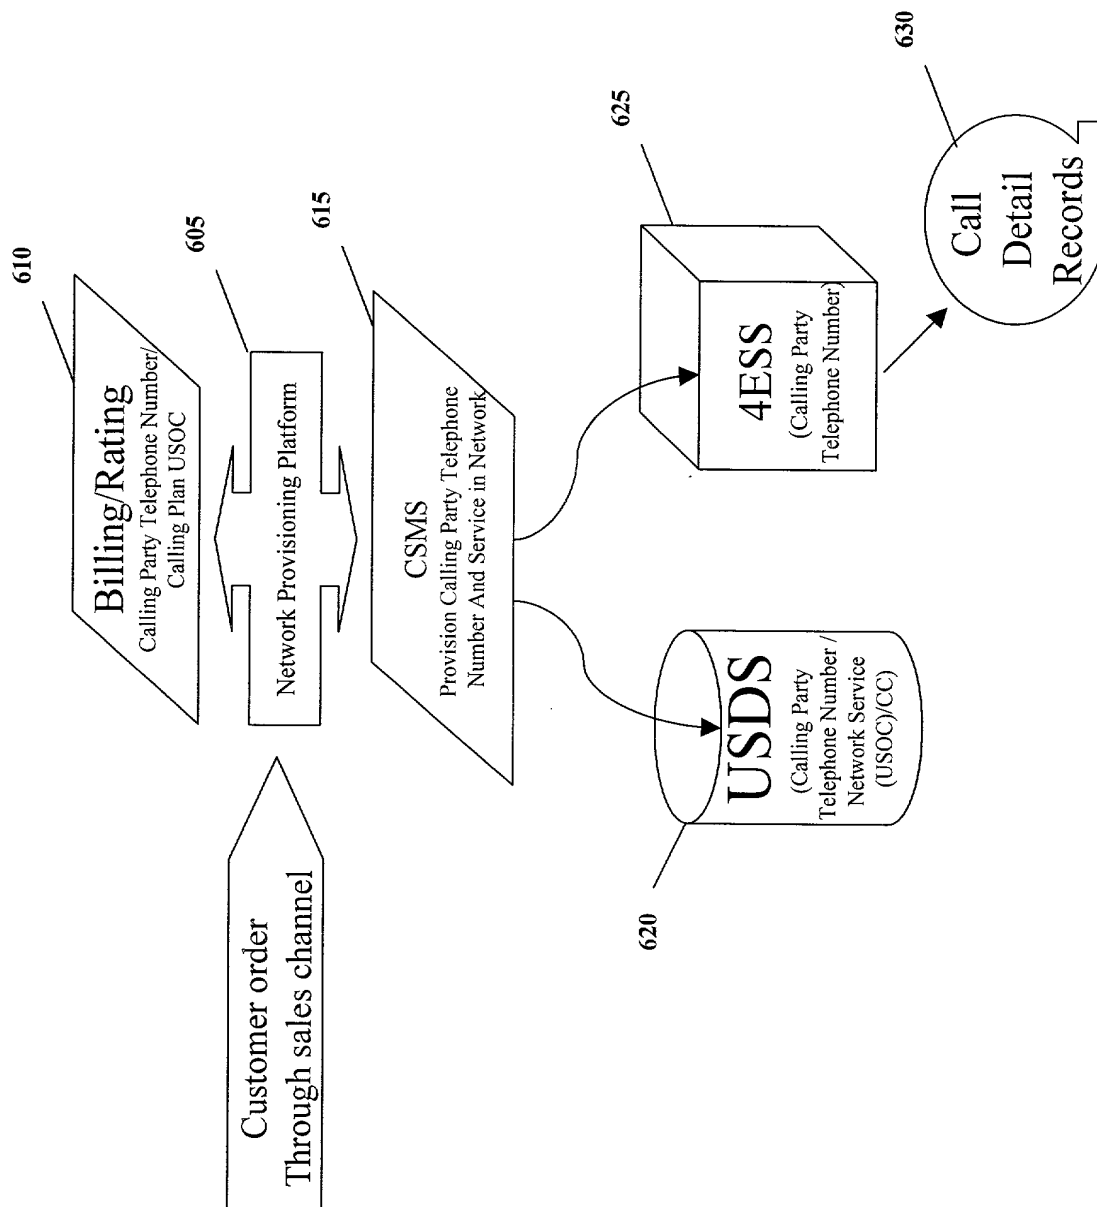 610
Billing/Rating
Calling Party Telephone Number/
Calling Plan USOC
605
Network Provisioning Platform
Customer order
Through sales channel
615
CSMS
Provision Calling Party Telephone
Number And Service in Network
620
USDS
(Calling Party
Telephone Number /
Network Service
(USOC)/CC)
625
4ESS
(Calling Party
Telephone Number)
630
Call
Detail
Records